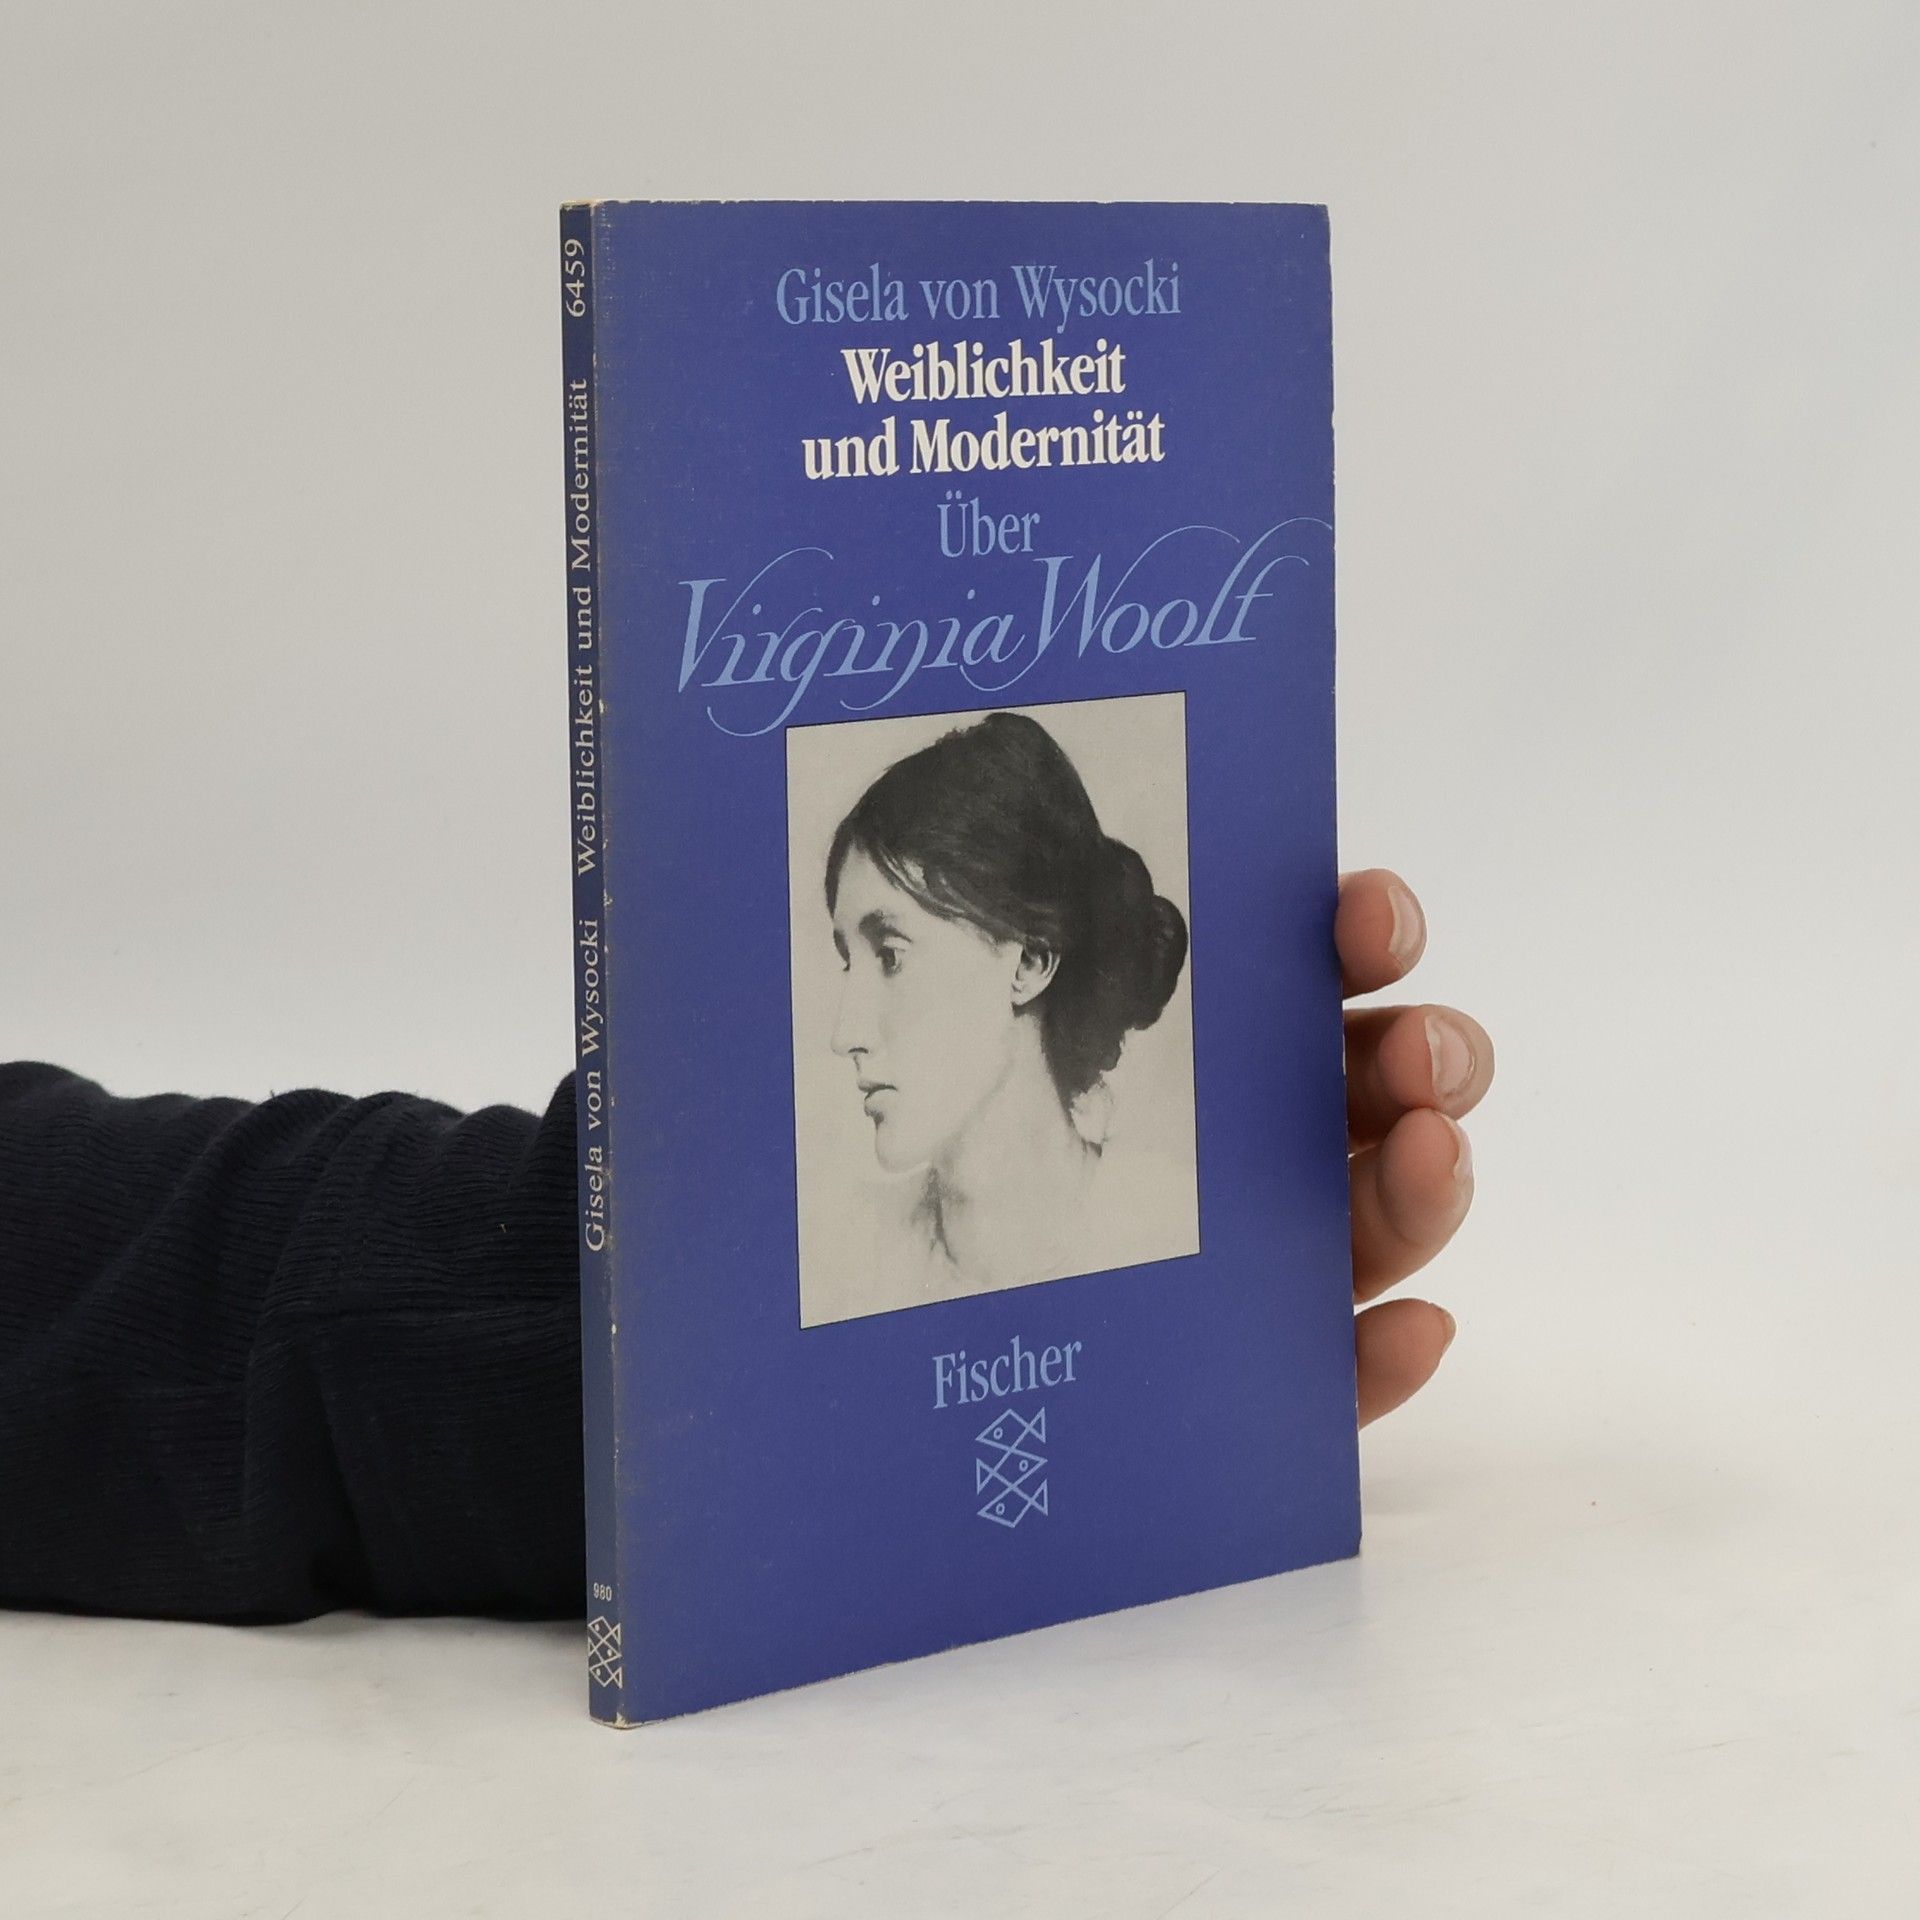 Gisela von Wysocki
Weiblichkeit
und Modernität
Über
Virginia Woolf
Fischer
Gisela von Wysocki Weiblichkeit und Modernität 6459
980